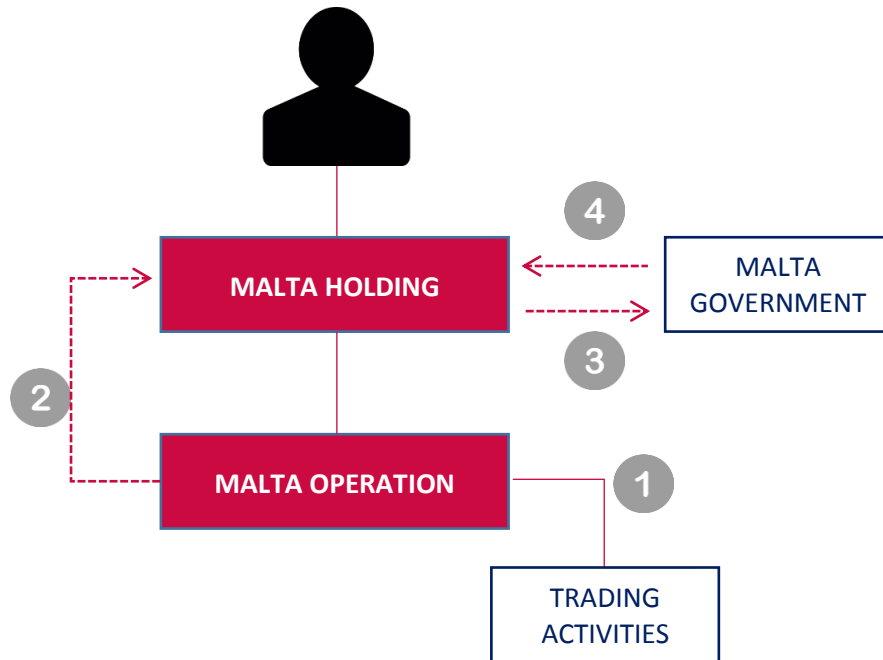 4
MALTA HOLDING
MALTA
GOVERNMENT
3
2
MALTA OPERATION
1
TRADING
ACTIVITIES